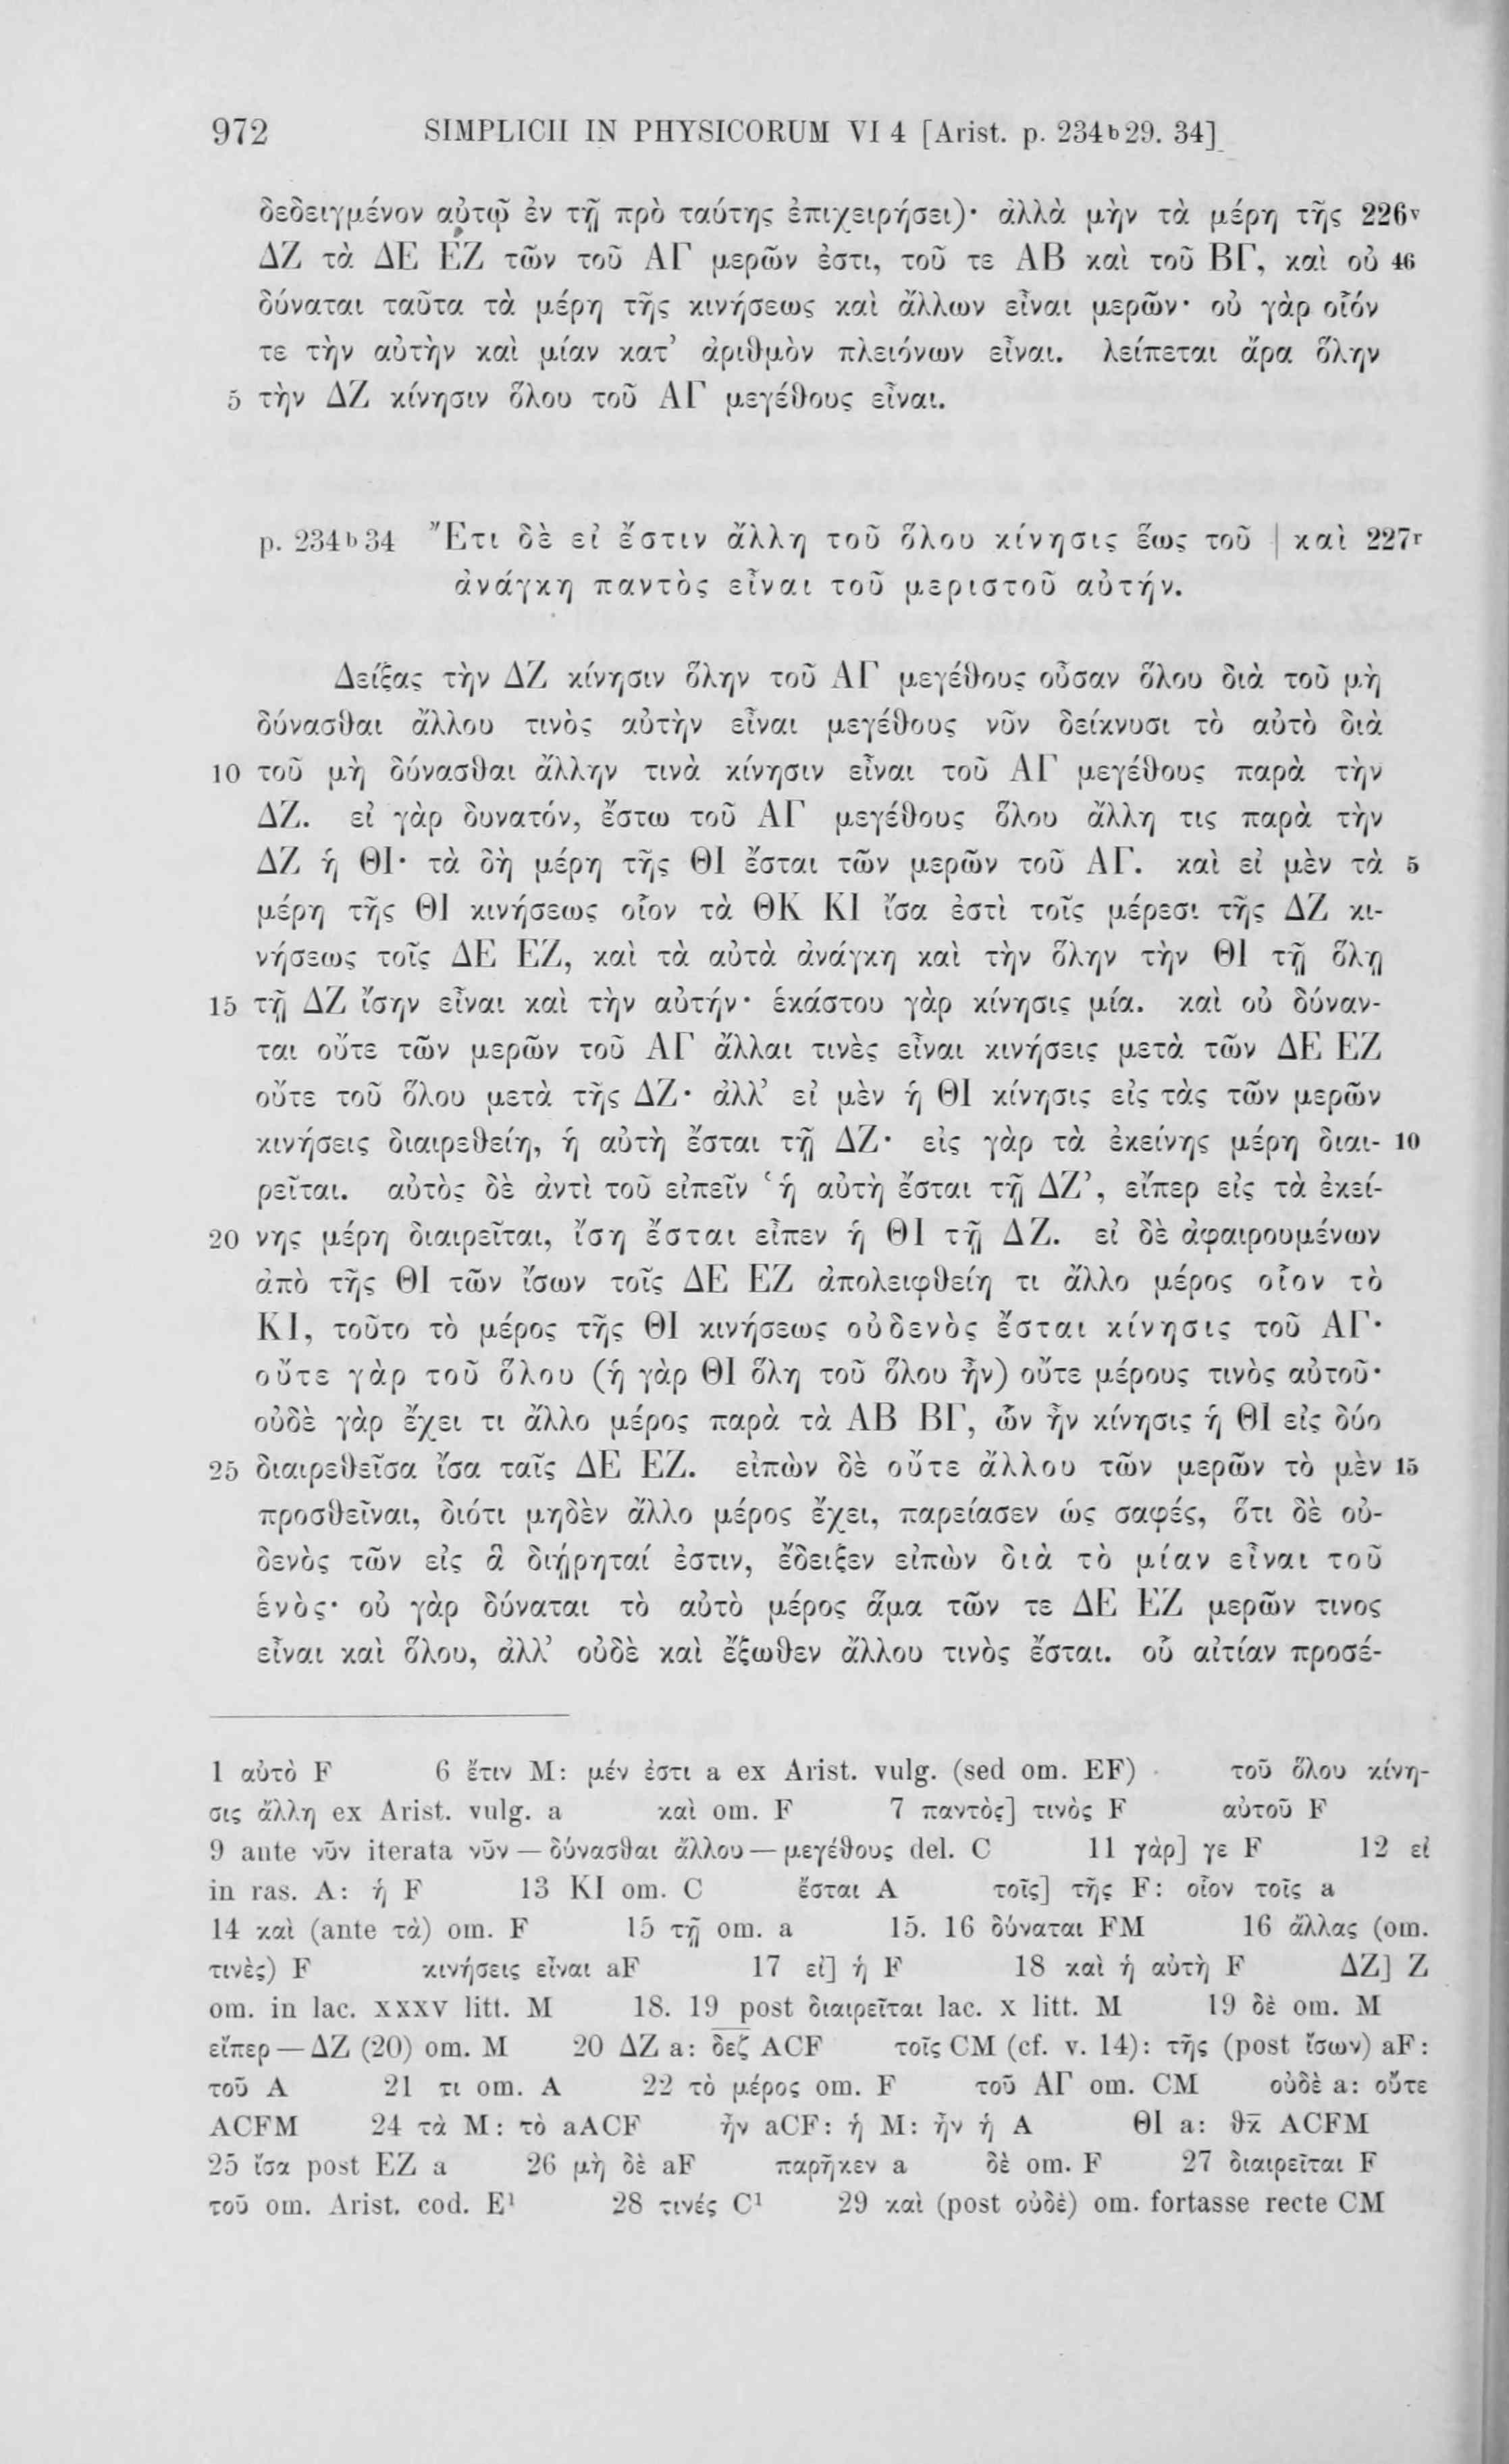 972 SIMPLICII IN PHYSICORUM VI 4 [Arist. p. 234ᵇ29. 34]
δεδειγμένον αὐτῷ ἐν τῇ πρὸ ταύτης ἐπιχειρήσει)· ἀλλὰ μὴν τὰ μέρη τῆς 226ᵛ
ΔΖ τὰ ΔΕ ΕΖ τῶν τοῦ ΑΓ μερῶν ἐστι, τοῦ τε ΑΒ καὶ τοῦ ΒΓ, καὶ οὐ 46
δύναται ταῦτα τὰ μέρη τῆς κινήσεως καὶ ἄλλων εἶναι μερῶν· οὐ γὰρ οἷόν
τε τὴν αὐτὴν καὶ μίαν κατ’ ἀριθμὸν πλειόνων εἶναι. λείπεται ἄρα ὅλην
5 τὴν ΔΖ κίνησιν ὅλου τοῦ ΑΓ μεγέθους εἶναι.
p. 234ᵇ34 Ἔτι δὲ εἰ ἔστιν ἄλλη τοῦ ὅλου κίνησις ἕως τοῦ | καὶ 227ʳ
ἀνάγκη παντὸς εἶναι τοῦ μεριστοῦ αὐτήν.
Δείξας τὴν ΔΖ κίνησιν ὅλην τοῦ ΑΓ μεγέθους οὖσαν ὅλου διὰ τοῦ μὴ
δύνασθαι ἄλλου τινὸς αὐτὴν εἶναι μεγέθους νῦν δείκνυσι τὸ αὐτὸ διὰ
10 τοῦ μὴ δύνασθαι ἄλλην τινὰ κίνησιν εἶναι τοῦ ΑΓ μεγέθους παρὰ τὴν
ΔΖ. εἰ γὰρ δυνατόν, ἔστω τοῦ ΑΓ μεγέθους ὅλου ἄλλη τις παρὰ τὴν
ΔΖ ἡ ΘΙ· τὰ δὴ μέρη τῆς ΘΙ ἔσται τῶν μερῶν τοῦ ΑΓ. καὶ εἰ μὲν τὰ 5
μέρη τῆς ΘΙ κινήσεως οἷον τὰ ΘΚ ΚΙ ἴσα ἐστὶ τοῖς μέρεσι τῆς ΔΖ κι-
νήσεως τοῖς ΔΕ ΕΖ, καὶ τὰ αὐτὰ ἀνάγκη καὶ τὴν ὅλην τὴν ΘΙ τῇ ὅλῃ
15 τῇ ΔΖ ἴσην εἶναι καὶ τὴν αὐτήν· ἑκάστου γὰρ κίνησις μία. καὶ οὐ δύναν-
ται οὔτε τῶν μερῶν τοῦ ΑΓ ἄλλαι τινὲς εἶναι κινήσεις μετὰ τῶν ΔΕ ΕΖ
οὔτε τοῦ ὅλου μετὰ τῆς ΔΖ· ἀλλ’ εἰ μὲν ἡ ΘΙ κίνησις εἰς τὰς τῶν μερῶν
κινήσεις διαιρεθείη, ἡ αὐτὴ ἔσται τῇ ΔΖ· εἰς γὰρ τὰ ἐκείνης μέρη διαι- 10
ρεῖται. αὐτὸς δὲ ἀντὶ τοῦ εἰπεῖν ‘ἡ αὐτὴ ἔσται τῇ ΔΖ’, εἴπερ εἰς τὰ ἐκεί-
20 νης μέρη διαιρεῖται, ἴση ἔσται εἶπεν ἡ ΘΙ τῇ ΔΖ. εἰ δὲ ἀφαιρουμένων
ἀπὸ τῆς ΘΙ τῶν ἴσων τοῖς ΔΕ ΕΖ ἀπολειφθείη τι ἄλλο μέρος οἷον τὸ
ΚΙ, τοῦτο τὸ μέρος τῆς ΘΙ κινήσεως οὐδενὸς ἔσται κίνησις τοῦ ΑΓ·
οὔτε γὰρ τοῦ ὅλου (ἡ γὰρ ΘΙ ὅλη τοῦ ὅλου ἦν) οὔτε μέρους τινὸς αὐτοῦ·
οὐδὲ γὰρ ἔχει τι ἄλλο μέρος παρὰ τὰ ΑΒ ΒΓ, ὧν ἦν κίνησις ἡ ΘΙ εἰς δύο
25 διαιρεθεῖσα ἴσα ταῖς ΔΕ ΕΖ. εἰπὼν δὲ οὔτε ἄλλου τῶν μερῶν τὸ μὲν 15
προσθεῖναι, διότι μηδὲν ἄλλο μέρος ἔχει, παρείασεν ὡς σαφές, ὅτι δὲ οὐ-
δενὸς τῶν εἰς ἃ διῄρηταί ἐστιν, ἔδειξεν εἰπὼν διὰ τὸ μίαν εἶναι τοῦ
ἑνὸς· οὐ γὰρ δύναται τὸ αὐτὸ μέρος ἅμα τῶν τε ΔΕ ΕΖ μερῶν τινος
εἶναι καὶ ὅλου, ἀλλ’ οὐδὲ καὶ ἔξωθεν ἄλλου τινὸς ἔσται. οὗ αἰτίαν προσέ-
1 αὐτὸ F 6 ἔτιν M: μέν ἐστι a ex Arist. vulg. (sed om. EF) τοῦ ὅλου κίνη-
σις ἄλλη ex Arist. vulg. a καὶ om. F 7 παντὸς] τινὸς F αὐτοῦ F
9 ante νῦν iterata νῦν — δύνασθαι ἄλλου — μεγέθους del. C 11 γὰρ] γε F 12 εἰ
in ras. A: ἡ F 13 ΚΙ om. C ἔσται A τοῖς] τῆς F: οἷον τοῖς a
14 καὶ (ante τὰ) om. F 15 τῇ om. a 15. 16 δύναται FM 16 ἄλλας (om.
τινὲς) F κινήσεις εἶναι aF 17 εἰ] ἡ F 18 καὶ ἡ αὐτὴ F ΔΖ] Ζ
om. in lac. xxxv litt. M 18. 19 post διαιρεῖται lac. x litt. M 19 δὲ om. M
εἴπερ — ΔΖ (20) om. M 20 ΔΖ a: δεζ ACF τοῖς CM (cf. v. 14): τῆς (post ἴσων) aF:
τοῦ A 21 τι om. A 22 τὸ μέρος om. F τοῦ ΑΓ om. CM οὐδὲ a: οὔτε
ACFM 24 τὰ M: τὸ aACF ἦν aCF: ἡ M: ἦν ἡ A ΘΙ a: θκ̄ ACFM
25 ἴσα post ΕΖ a 26 μὴ δὲ aF παρῆκεν a δὲ om. F 27 διαιρεῖται F
τοῦ om. Arist. cod. E¹ 28 τινές C¹ 29 καὶ (post οὐδὲ) om. fortasse recte CM